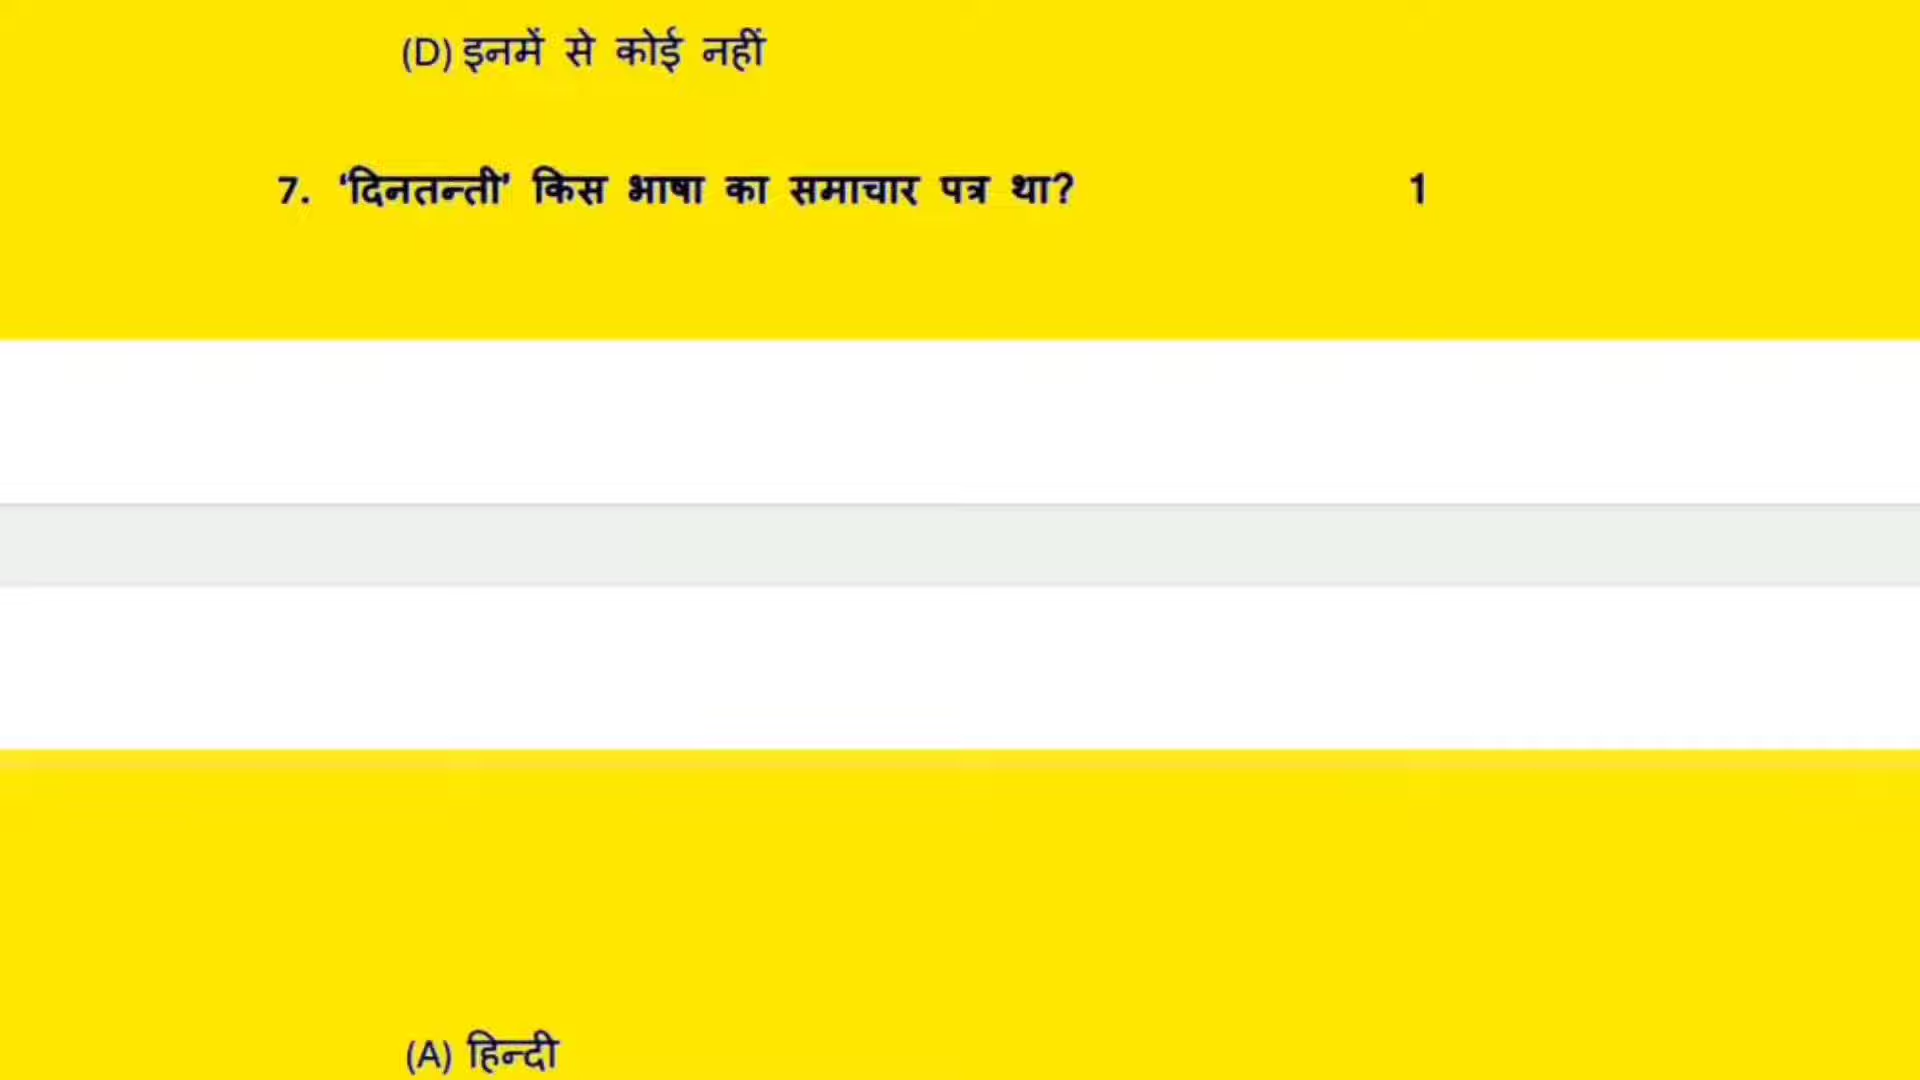 (D) इनमें से कोई नहीं
7. ‘दिनतन्ती’ किस भाषा का समाचार पत्र था? 1
(A) हिन्दी